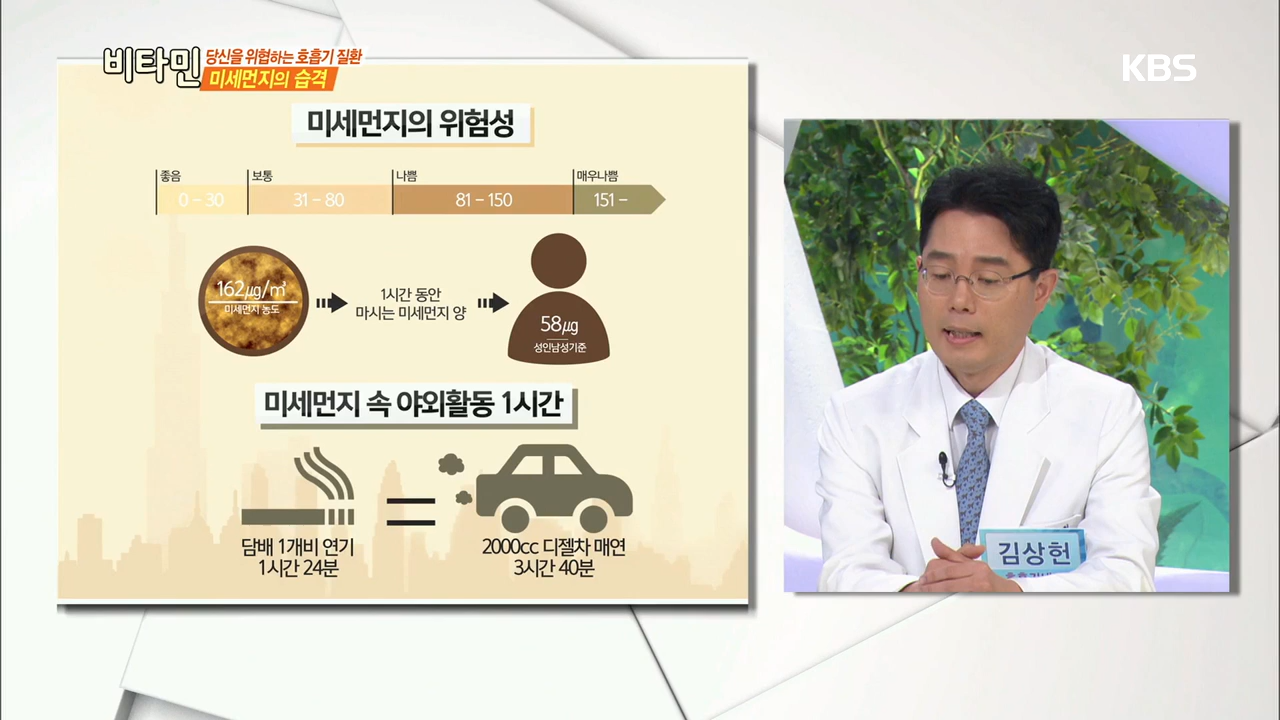 비타민
당신을 위협하는 호흡기 질환
미세먼지의 습격
KBS
미세먼지의 위험성
좋음
보통
나쁨
매우나쁨
0 – 30
31 – 80
81 – 150
151 –
162㎍/㎥
미세먼지 농도
1시간 동안
마시는 미세먼지 양
58㎍
성인남성기준
미세먼지 속 야외활동 1시간
담배 1개비 연기
1시간 24분
2000cc 디젤차 매연
3시간 40분
김상헌